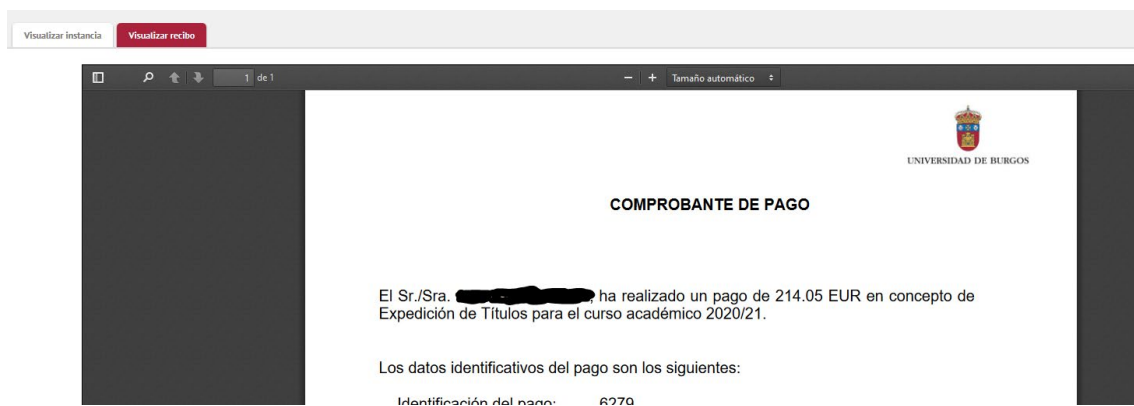 Visualizar instancia Visualizar recibo
1 de 1 Tamaño automático
UNIVERSIDAD DE BURGOS
COMPROBANTE DE PAGO
El Sr./Sra. , ha realizado un pago de 214.05 EUR en concepto de
Expedición de Títulos para el curso académico 2020/21.
Los datos identificativos del pago son los siguientes:
Identificación del pago: 6279